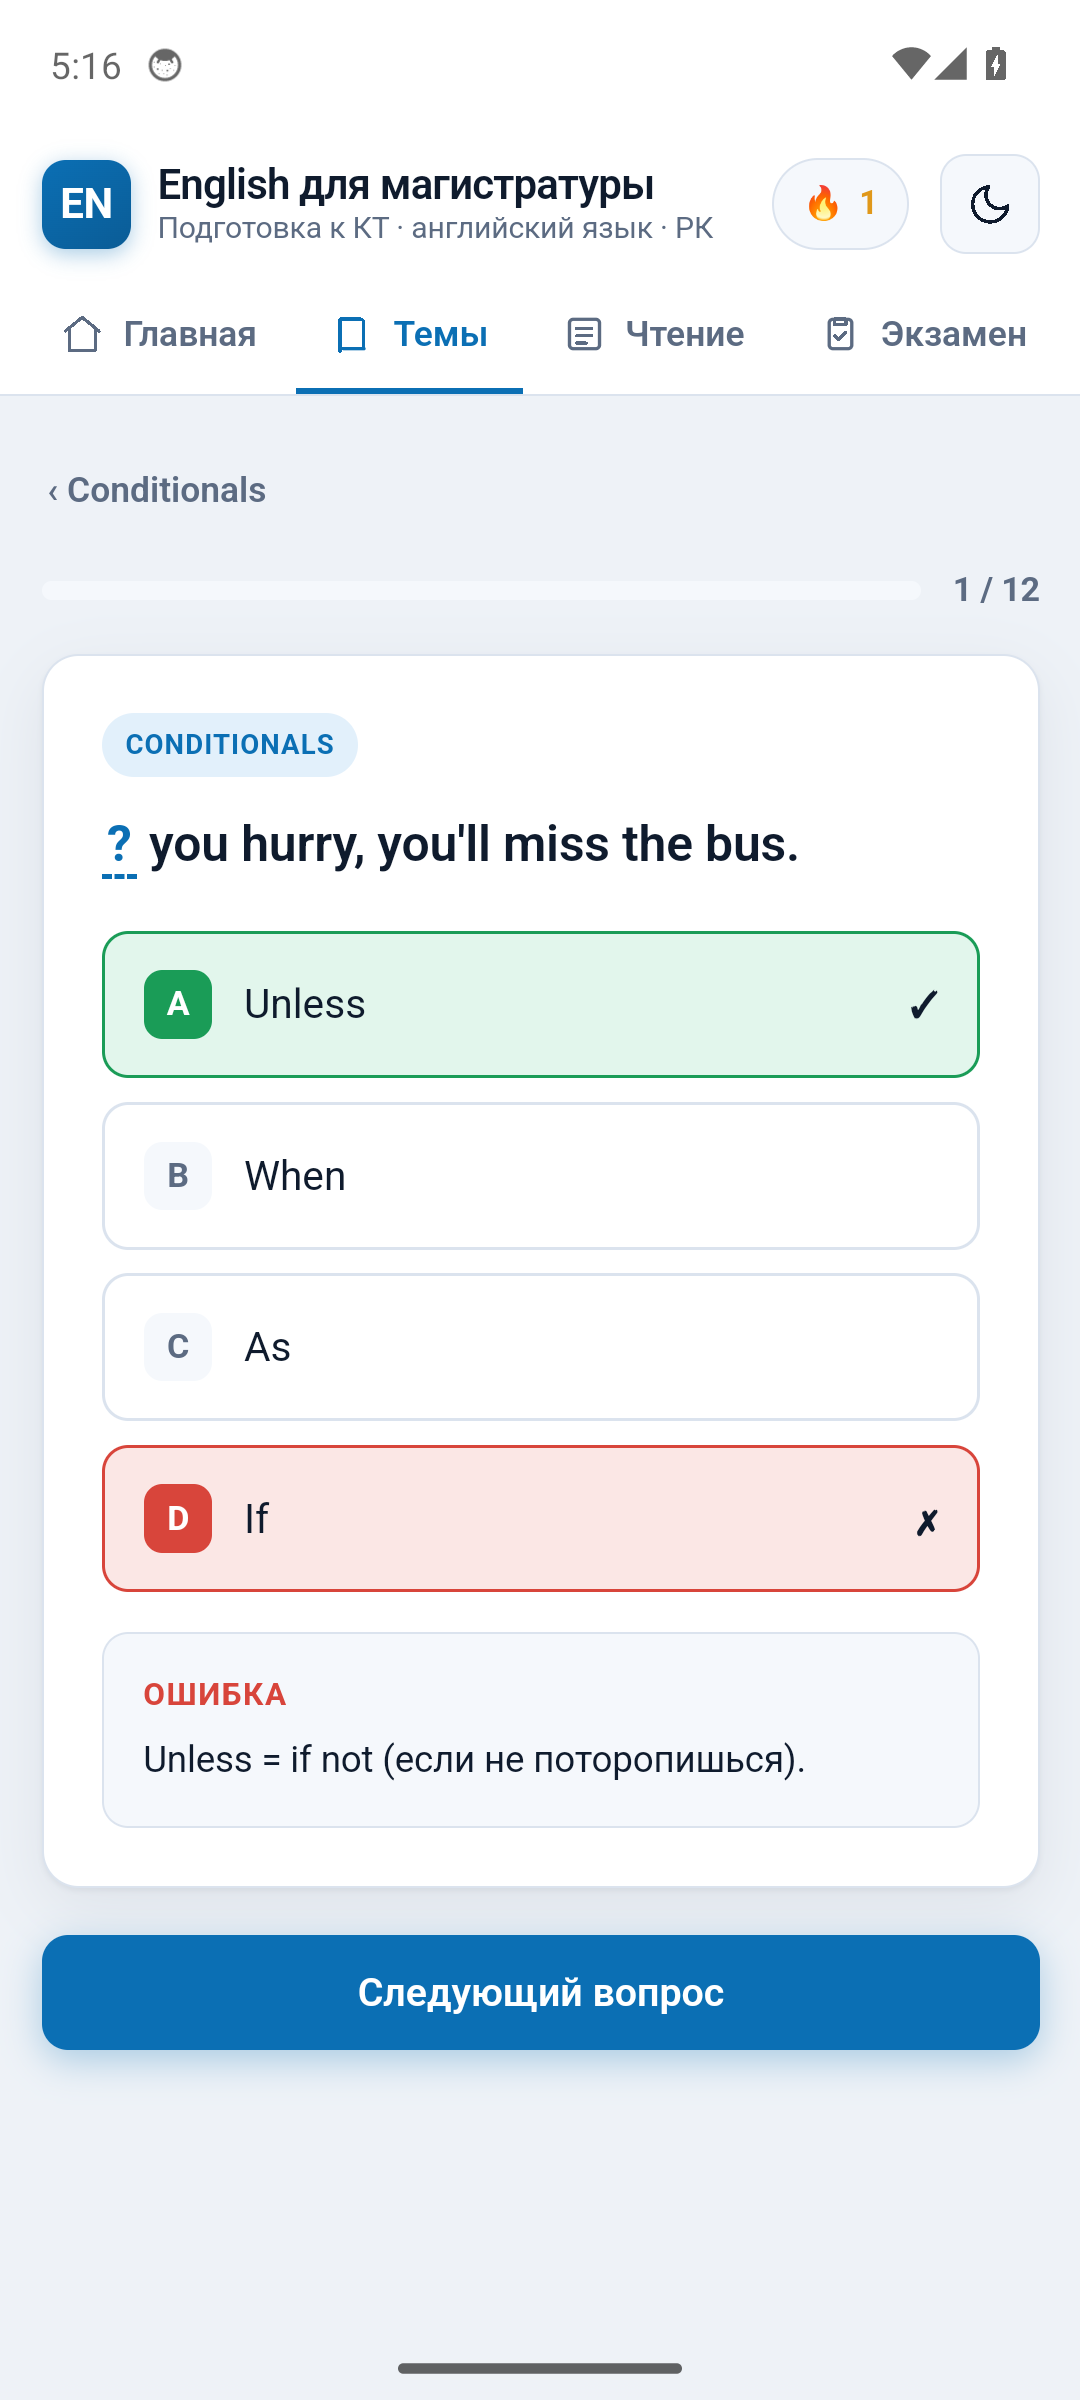 5:16
EN
English для магистратуры
Подготовка к КТ · английский язык · РК
🔥 1
Главная
Темы
Чтение
Экзамен
‹ Conditionals
1 / 12
CONDITIONALS
? you hurry, you'll miss the bus.
A Unless ✓
B When
C As
D If ✗
ОШИБКА
Unless = if not (если не поторопишься).
Следующий вопрос